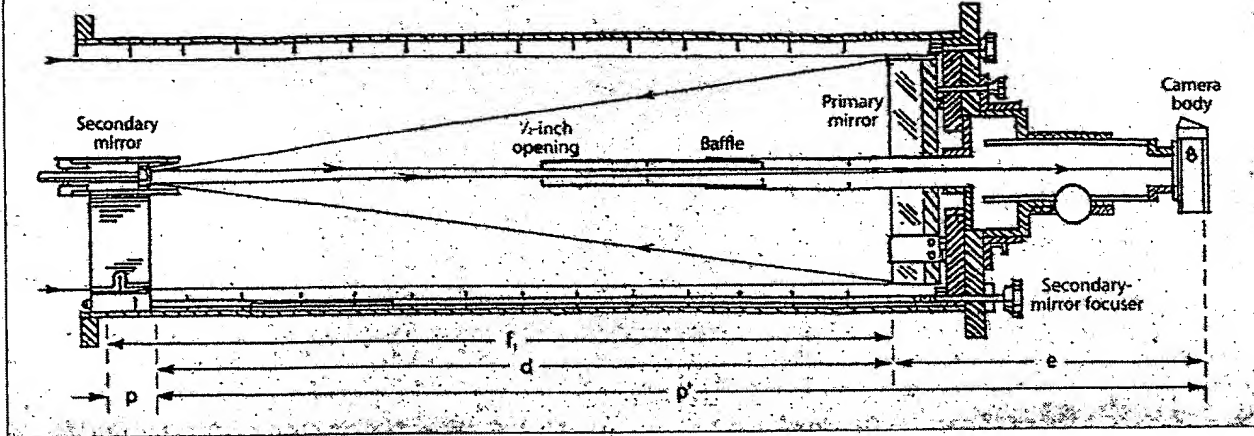 Secondary
mirror
½-inch
opening
Baffle
Primary
mirror
Camera
body
Secondary-
mirror focuser
f₁
d
e
p
p'